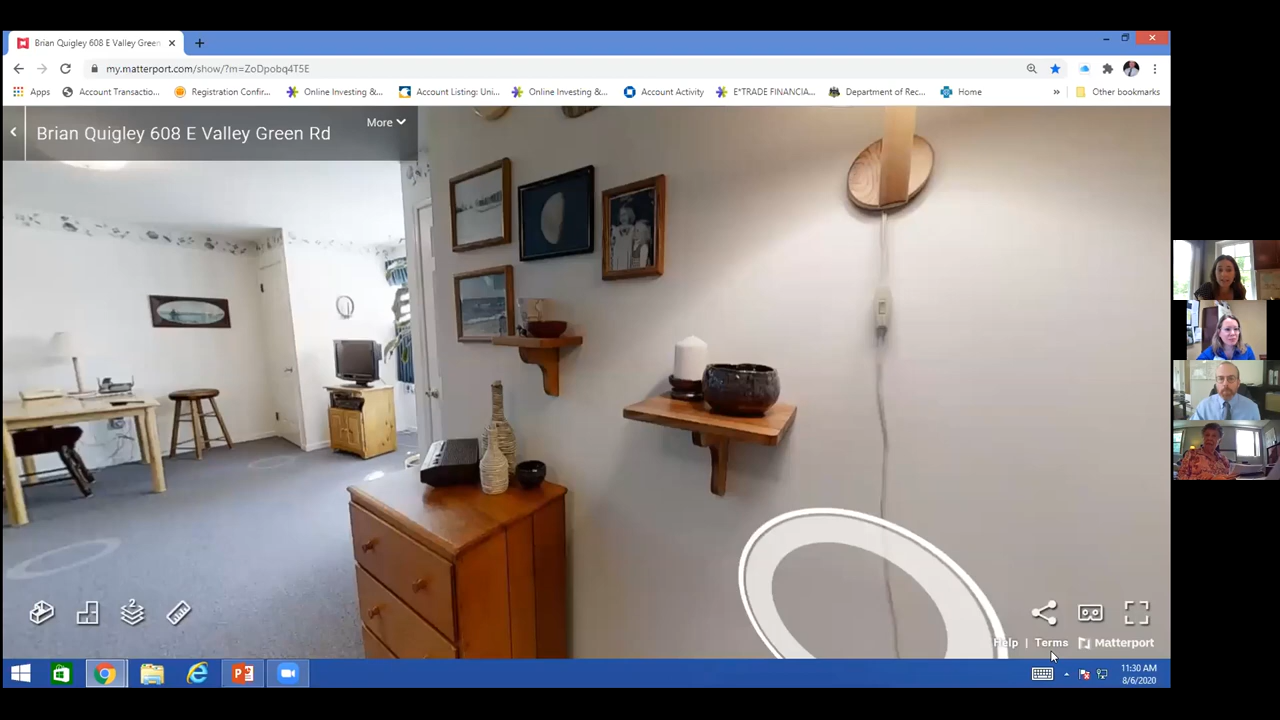 Brian Quigley 608 E Valley Green
my.matterport.com/show/?m=ZoDpobq4T5E
Apps
Account Transactio...
Registration Confir...
Online Investing &...
Account Listing: Uni...
Online Investing &...
Account Activity
E*TRADE FINANCIA...
Department of Rec...
Home
»
Other bookmarks
Brian Quigley 608 E Valley Green Rd
More
2
Help | Terms
Matterport
11:30 AM
8/6/2020